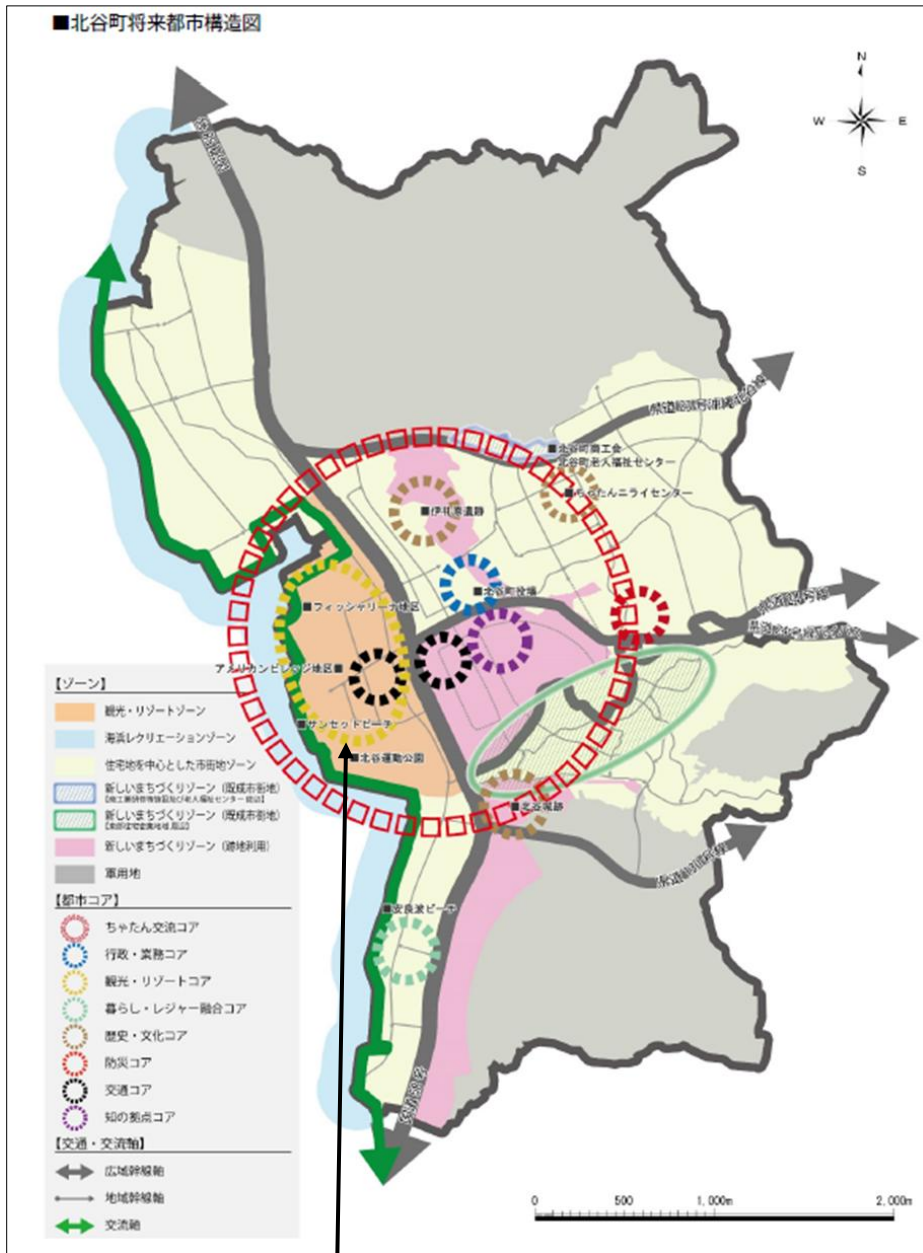 ■北谷町将来都市構造図
N
W E
S
■北谷町商工会
北谷町老人福祉センター
■ちゃたんニライセンター
■伊礼原遺跡
■北谷町役場
■フィッシャリーナ地区
アメリカンビレッジ地区■
■サンセットビーチ
■北谷運動公園
■北谷城跡
■安良波ビーチ
【ゾーン】
観光・リゾートゾーン
海浜レクリエーションゾーン
住宅地を中心とした市街地ゾーン
新しいまちづくりゾーン（既成市街地）
新しいまちづくりゾーン（既成市街地）
新しいまちづくりゾーン（跡地利用）
軍用地
【都市コア】
ちゃたん交流コア
行政・業務コア
観光・リゾートコア
暮らし・レジャー融合コア
歴史・文化コア
防災コア
交通コア
知の拠点コア
【交通・交流軸】
広域幹線軸
地域幹線軸
交流軸
0 500 1,000m 2,000m